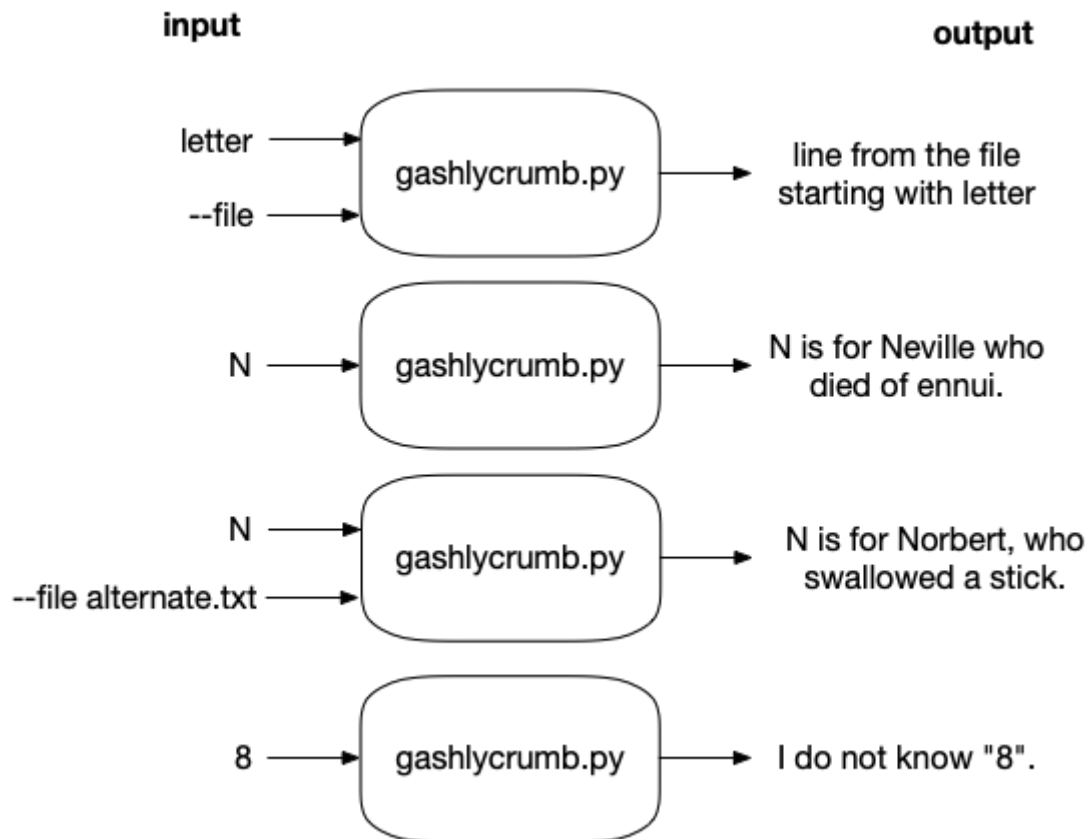 input
output
letter
--file
gashlycrumb.py
line from the file
starting with letter
N
gashlycrumb.py
N is for Neville who
died of ennui.
N
--file alternate.txt
gashlycrumb.py
N is for Norbert, who
swallowed a stick.
8
gashlycrumb.py
I do not know "8".